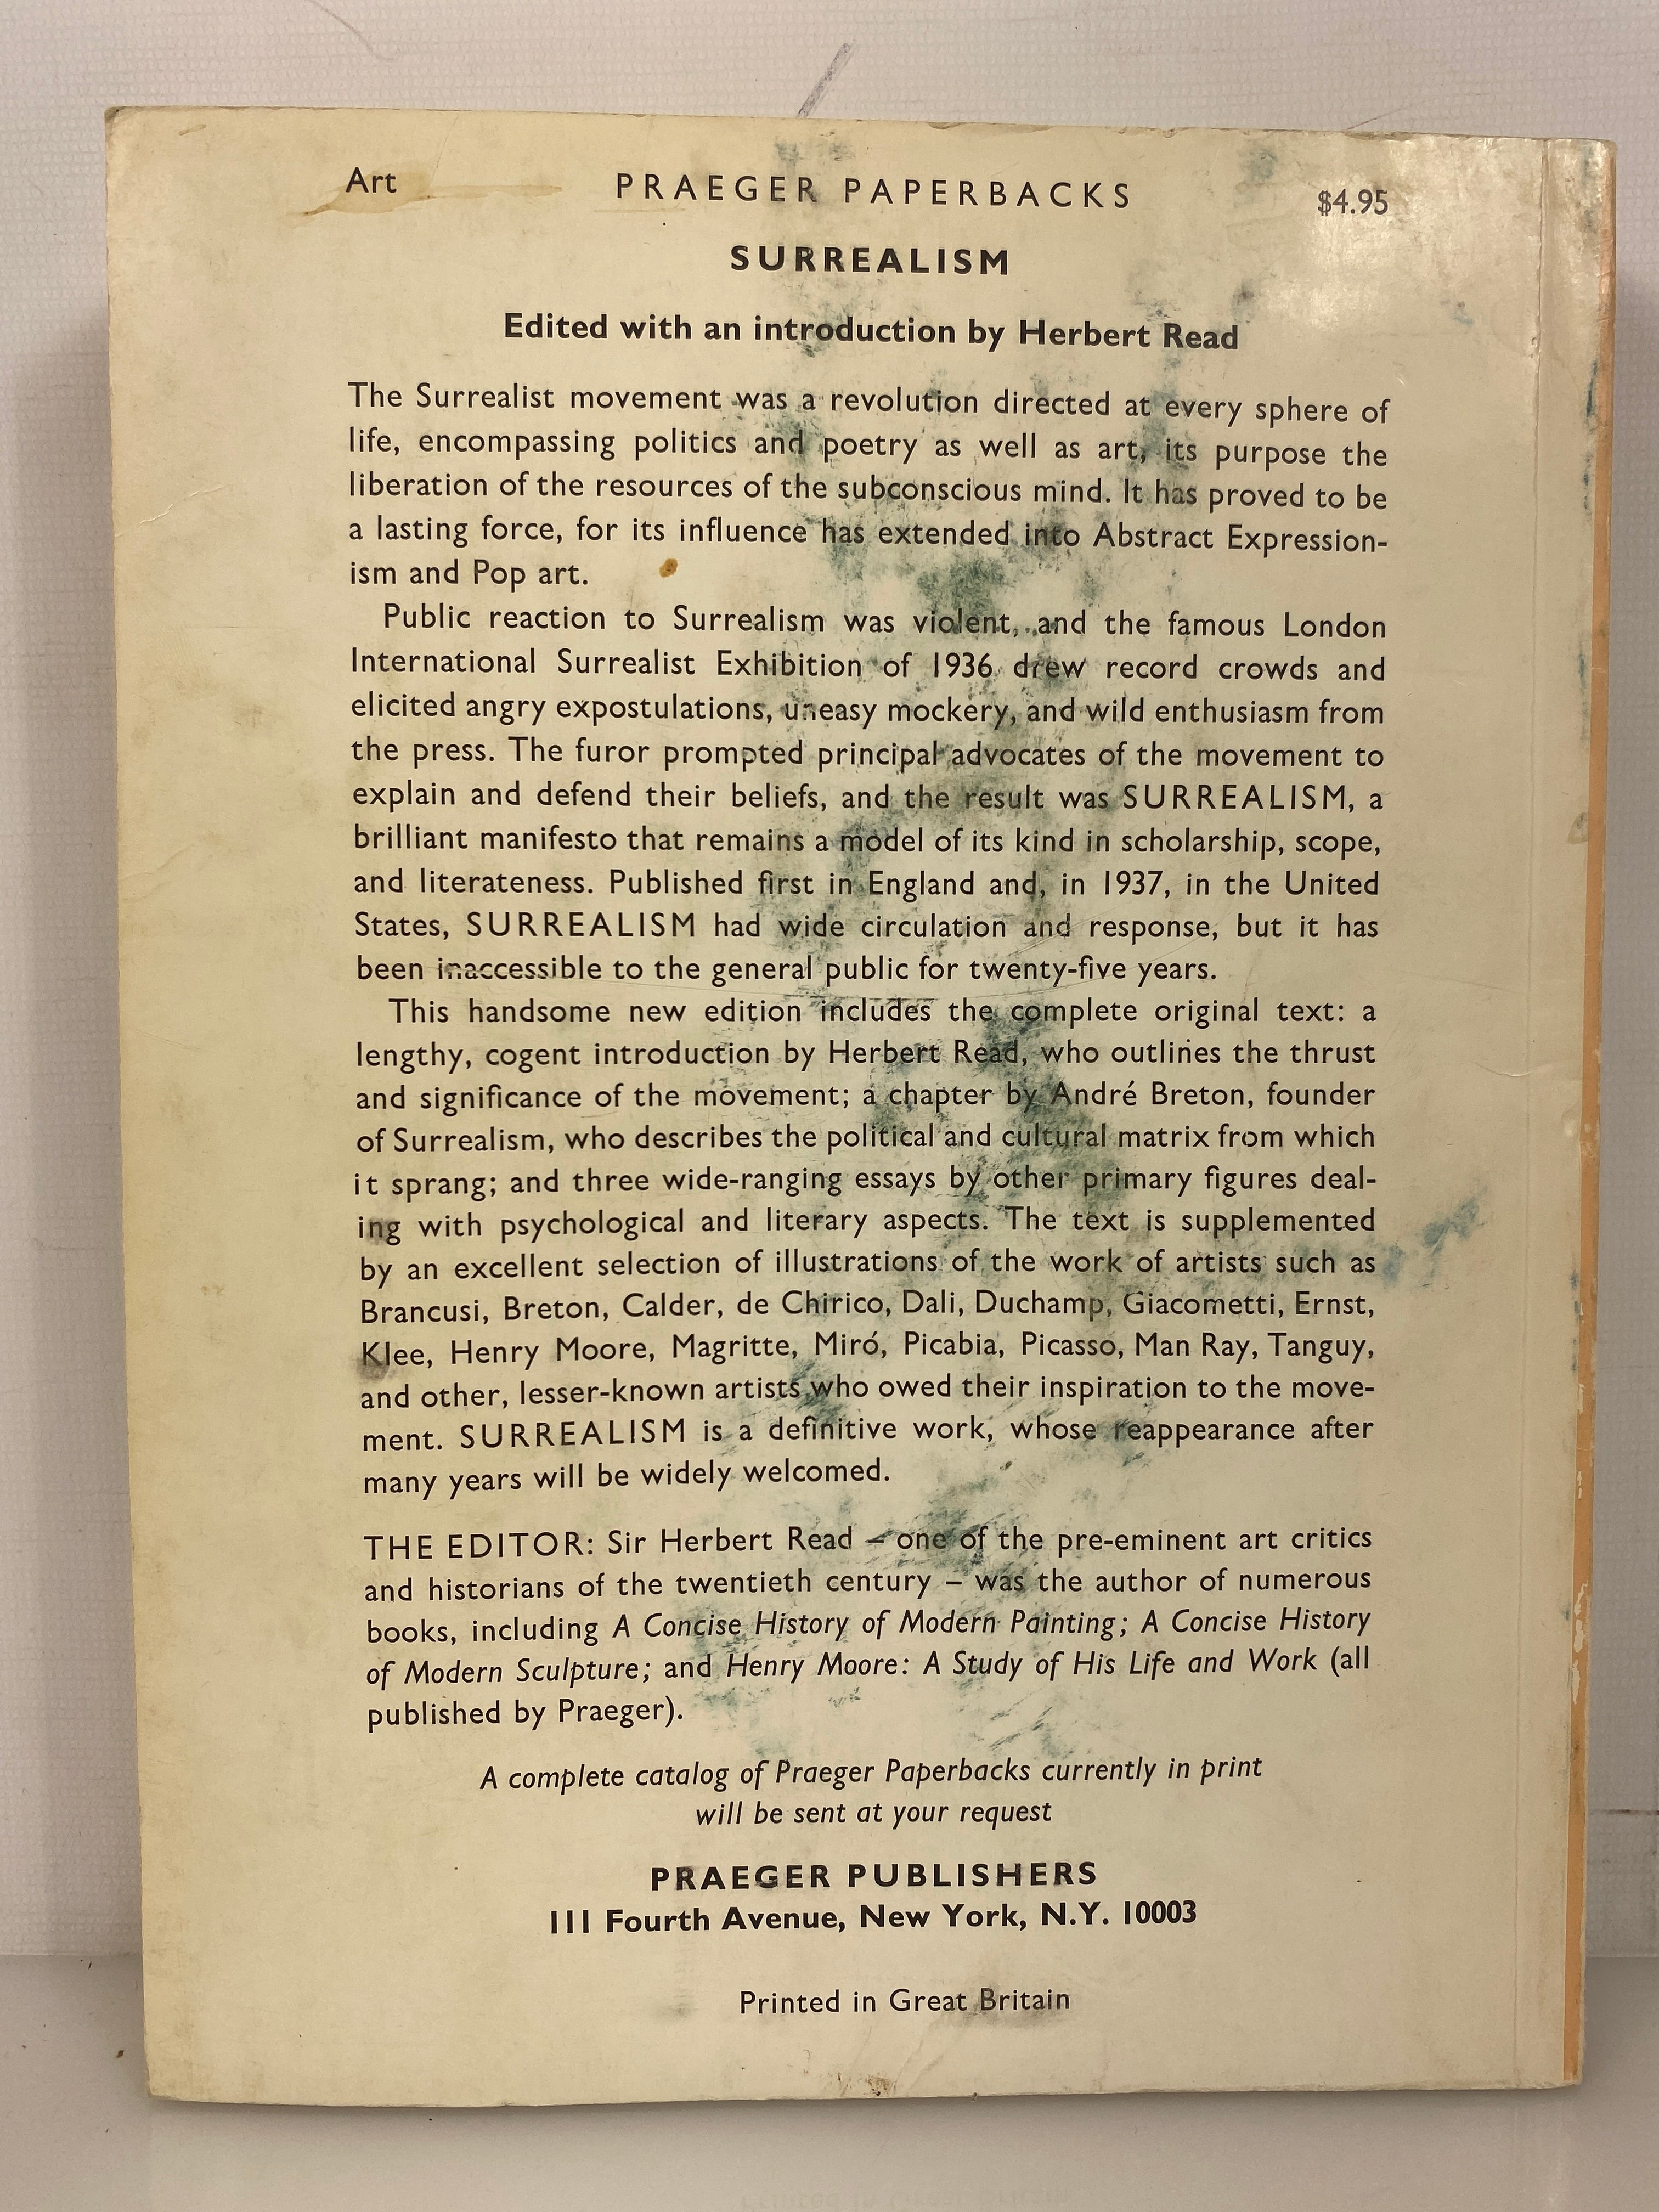 Art PRAEGER PAPERBACKS $4.95
SURREALISM
Edited with an introduction by Herbert Read
The Surrealist movement was a revolution directed at every sphere of
life, encompassing politics and poetry as well as art, its purpose the
liberation of the resources of the subconscious mind. It has proved to be
a lasting force, for its influence has extended into Abstract Expression-
ism and Pop art.
Public reaction to Surrealism was violent, and the famous London
International Surrealist Exhibition of 1936 drew record crowds and
elicited angry expostulations, uneasy mockery, and wild enthusiasm from
the press. The furor prompted principal advocates of the movement to
explain and defend their beliefs, and the result was SURREALISM, a
brilliant manifesto that remains a model of its kind in scholarship, scope,
and literateness. Published first in England and, in 1937, in the United
States, SURREALISM had wide circulation and response, but it has
been inaccessible to the general public for twenty-five years.
This handsome new edition includes the complete original text: a
lengthy, cogent introduction by Herbert Read, who outlines the thrust
and significance of the movement; a chapter by André Breton, founder
of Surrealism, who describes the political and cultural matrix from which
it sprang; and three wide-ranging essays by other primary figures deal-
ing with psychological and literary aspects. The text is supplemented
by an excellent selection of illustrations of the work of artists such as
Brancusi, Breton, Calder, de Chirico, Dali, Duchamp, Giacometti, Ernst,
Klee, Henry Moore, Magritte, Miró, Picabia, Picasso, Man Ray, Tanguy,
and other, lesser-known artists who owed their inspiration to the move-
ment. SURREALISM is a definitive work, whose reappearance after
many years will be widely welcomed.
THE EDITOR: Sir Herbert Read – one of the pre-eminent art critics
and historians of the twentieth century – was the author of numerous
books, including A Concise History of Modern Painting; A Concise History
of Modern Sculpture; and Henry Moore: A Study of His Life and Work (all
published by Praeger).
A complete catalog of Praeger Paperbacks currently in print
will be sent at your request
PRAEGER PUBLISHERS
111 Fourth Avenue, New York, N.Y. 10003
Printed in Great Britain